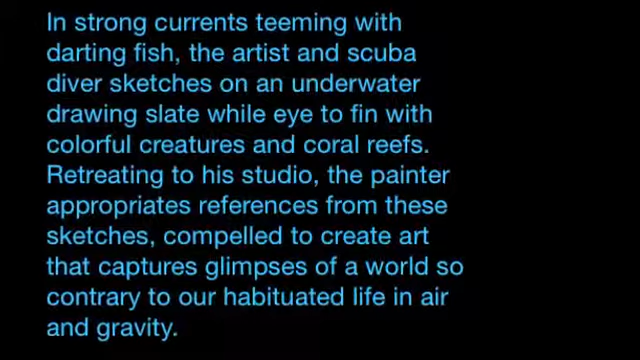 In strong currents teeming with
darting fish, the artist and scuba
diver sketches on an underwater
drawing slate while eye to fin with
colorful creatures and coral reefs.
Retreating to his studio, the painter
appropriates references from these
sketches, compelled to create art
that captures glimpses of a world so
contrary to our habituated life in air
and gravity.